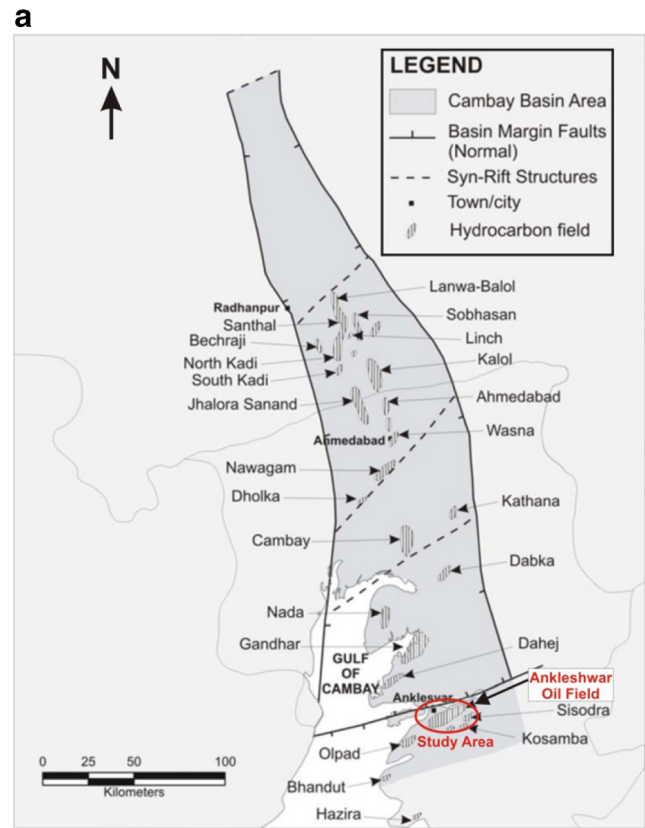 a
N
LEGEND
Cambay Basin Area
Basin Margin Faults
(Normal)
Syn-Rift Structures
Town/city
Hydrocarbon field
Lanwa-Balol
Radhanpur
Sobhasan
Santhal
Linch
Bechraji
Kalol
North Kadi
South Kadi
Jhalora Sanand
Ahmedabad
Wasna
Ahmedabad
Nawagam
Dholka
Kathana
Cambay
Dabka
Nada
Gandhar
Dahej
GULF
OF
CAMBAY
Ankleshwar
Oil Field
Anklesvar
Sisodra
Study Area
Kosamba
Olpad
Bhandut
Hazira
0 25 50 100
Kilometers